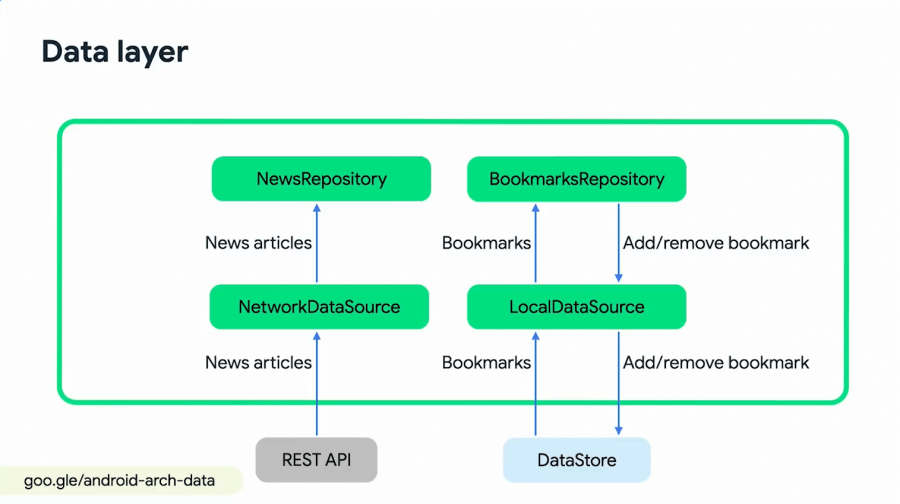 Data layer
NewsRepository
BookmarksRepository
News articles
Bookmarks
Add/remove bookmark
NetworkDataSource
LocalDataSource
News articles
Bookmarks
Add/remove bookmark
REST API
DataStore
goo.gle/android-arch-data